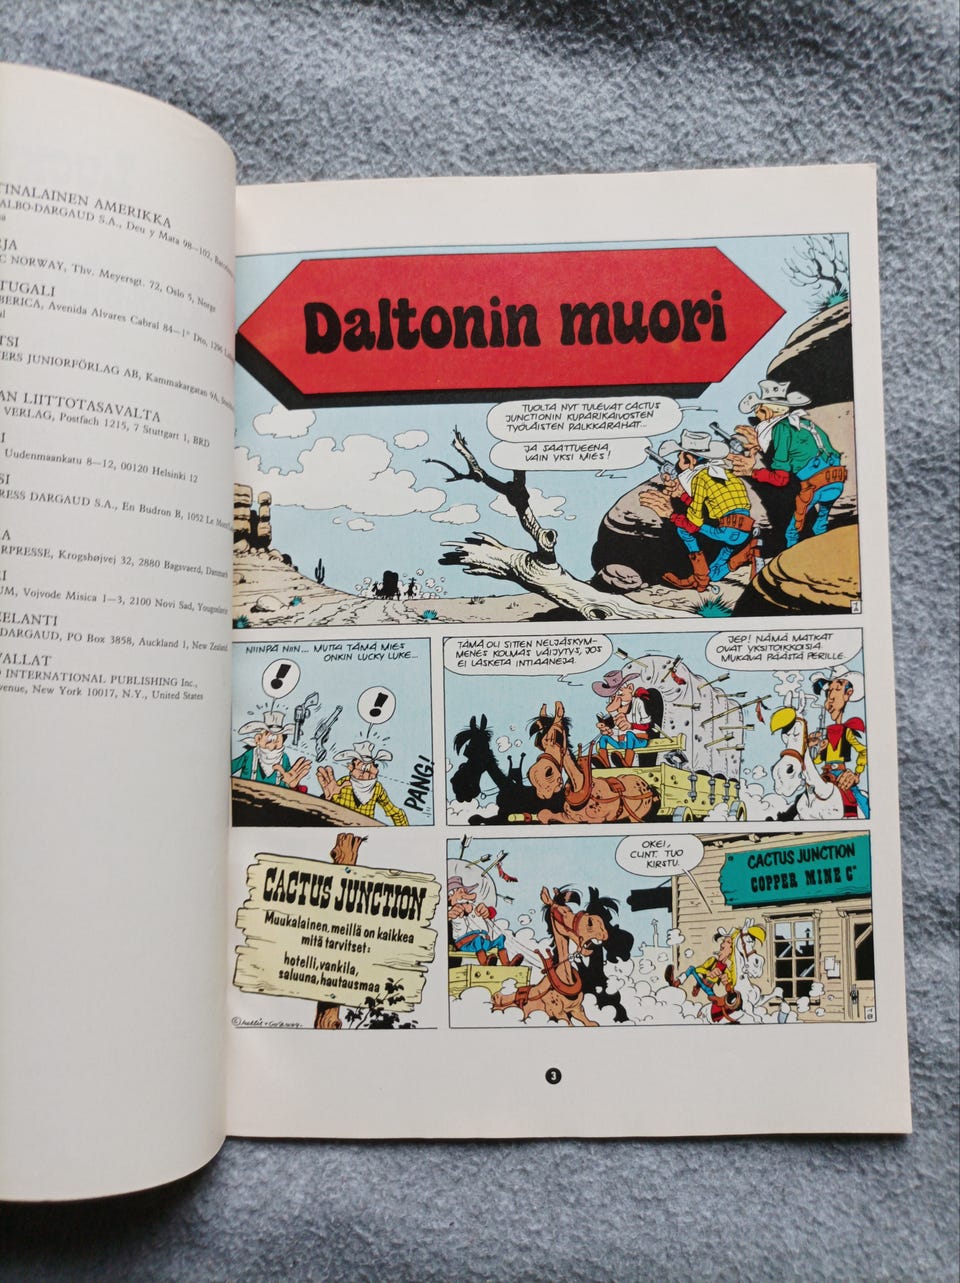 TINALAINEN AMERIKKA
ALBO-DARGAUD S.A., Deu y Mata 98—102,
C NORWAY, Thv. Meyersgt. 72, Oslo 5, Norge
TUGALI
BERICA, Avenida Alvares Cabral 84—1° Dto, 1296
TSI
ERS JUNIORFÖRLAG AB, Kammakargatan 9A,
AN LIITTOTASAVALTA
VERLAG, Postfach 1215, 7 Stuttgart 1, BRD
Uudenmaankatu 8—12, 00120 Helsinki 12
SI
RESS DARGAUD S.A., En Budron B, 1052 Le
ERPRESSE, Krogshøjvej 32, 2880 Bagsvaerd, Danmark
UM, Vojvode Misica 1—3, 2100 Novi Sad,
EELANTI
DARGAUD, PO Box 3858, Auckland 1, New Zealand
VALLAT
D INTERNATIONAL PUBLISHING Inc.,
venue, New York 10017, N.Y., United States
Daltonin muori
TUOLTA NYT TULEVAT CACTUS
JUNCTIONIN KUPARIKAIVOSTEN
TYÖLÄISTEN PALKKARAHAT...
JA SAATTUEENA
VAIN YKSI MIES!
1A
NIINPÄ NIIN... MUTTA TÄMÄ MIES
ONKIN LUCKY LUKE...
!
!
PANG!
TÄMÄ OLI SITTEN NELJÄSKYM-
MENES KOLMAS VÄIJYTYS, JOS
EI LASKETA INTIAANEJA.
JEP! NÄMÄ MATKAT
OVAT YKSITOIKKOISIA.
MUKAVA PÄÄSTÄ PERILLE.
CACTUS JUNCTION
Muukalainen, meillä on kaikkea
mitä tarvitset:
hotelli, vankila,
saluuna, hautausmaa
OKEI,
CLINT. TUO
KIRSTU.
CACTUS JUNCTION
COPPER MINE Cº
3